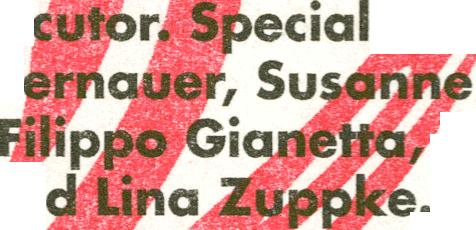 cutor. Special
ernauer, Susanne
Filippo Gianetta,
d Lina Zuppke.